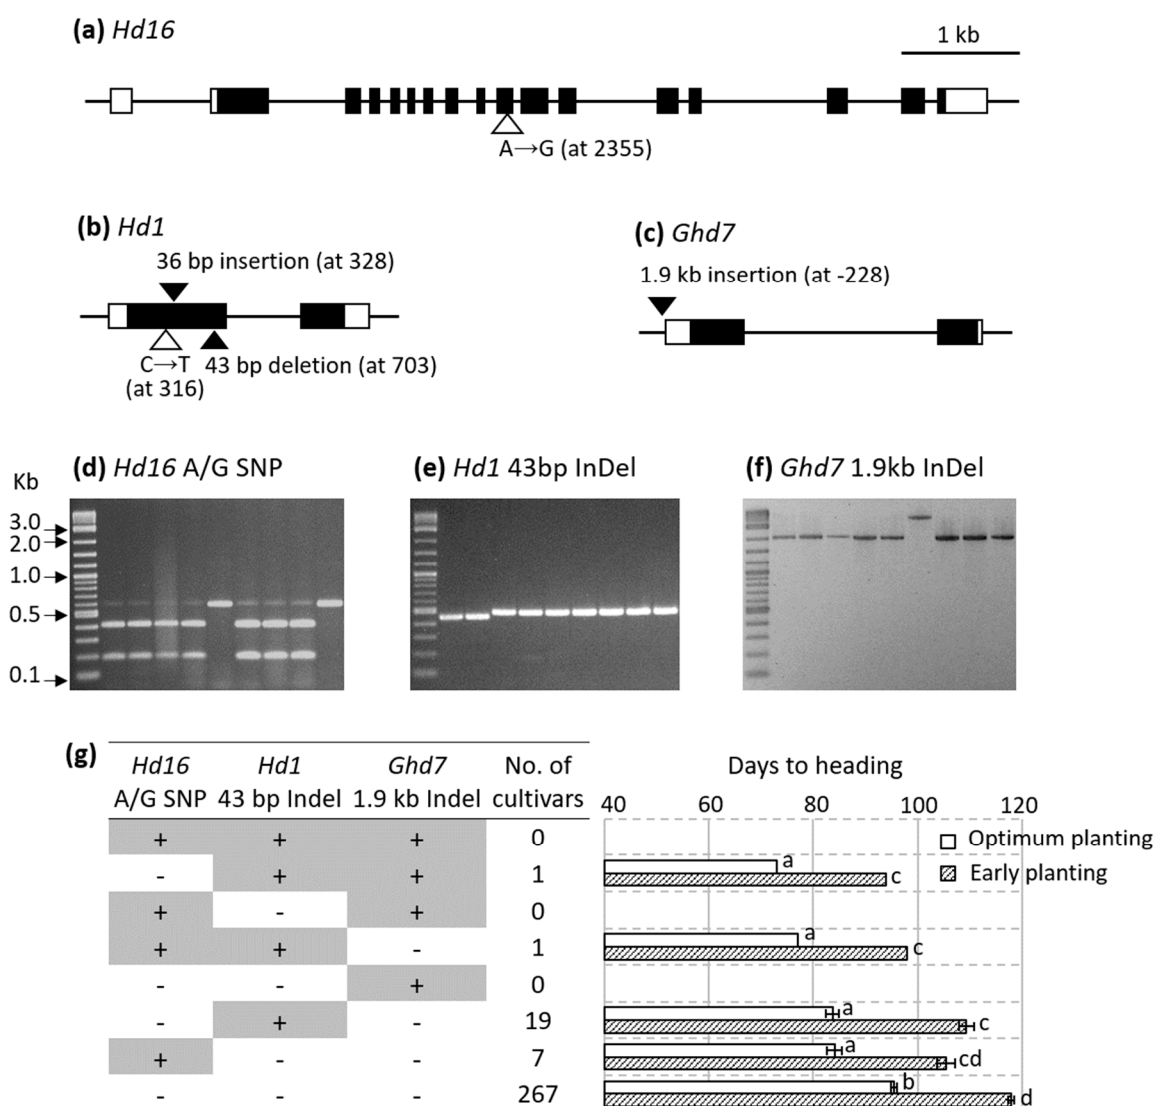 (a) Hd16
1 kb
A→G (at 2355)
(b) Hd1
36 bp insertion (at 328)
C→T 43 bp deletion (at 703)
(at 316)
(c) Ghd7
1.9 kb insertion (at -228)
(d) Hd16 A/G SNP
(e) Hd1 43bp InDel
(f) Ghd7 1.9kb InDel
Kb
3.0
2.0
1.0
0.5
0.1
(g)
Hd16 Hd1 Ghd7 No. of
A/G SNP 43 bp Indel 1.9 kb Indel cultivars
Days to heading
40 60 80 100 120
Optimum planting
Early planting
+ + + 0
- + + 1 a c
+ - + 0
+ + - 1 a c
- - + 0
- + - 19 a c
+ - - 7 a cd
- - - 267 b d